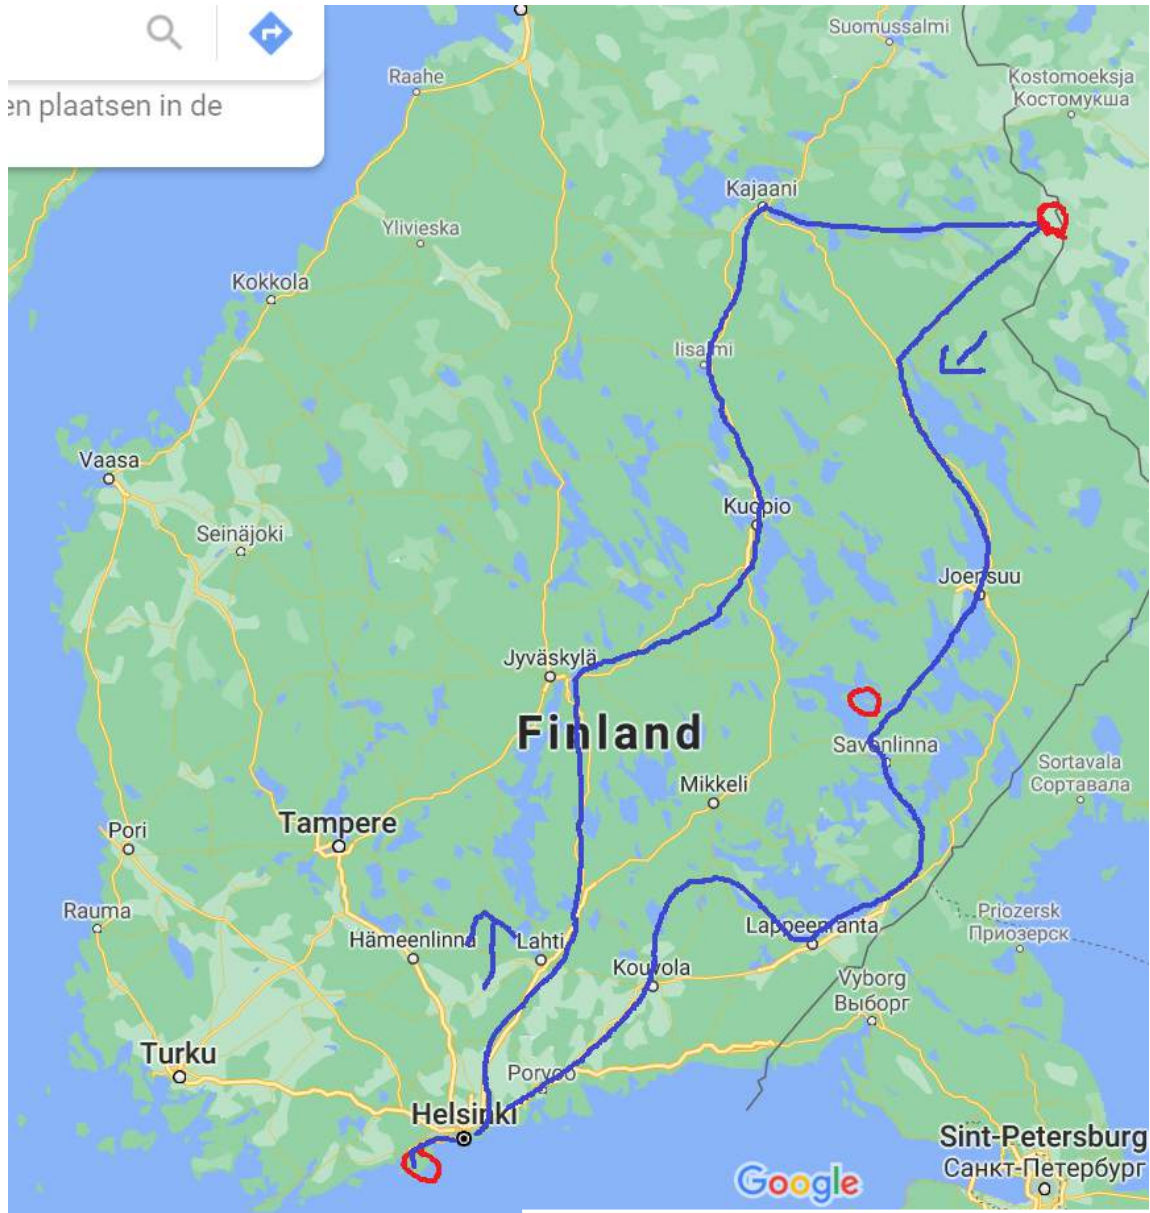 en plaatsen in de
Suomussalmi
Raahe
Kostomoeksja
Костомукша
Kajaani
Ylivieska
Kokkola
Iisalmi
Vaasa
Kuopio
Seinäjoki
Joensuu
Jyväskylä
Finland
Savonlinna
Sortavala
Сортавала
Mikkeli
Tampere
Pori
Rauma
Priozersk
Приозерск
Hämeenlinna
Lahti
Lappeenranta
Kouvola
Vyborg
Выборг
Turku
Porvoo
Helsinki
Sint-Petersburg
Санкт-Петербург
Google